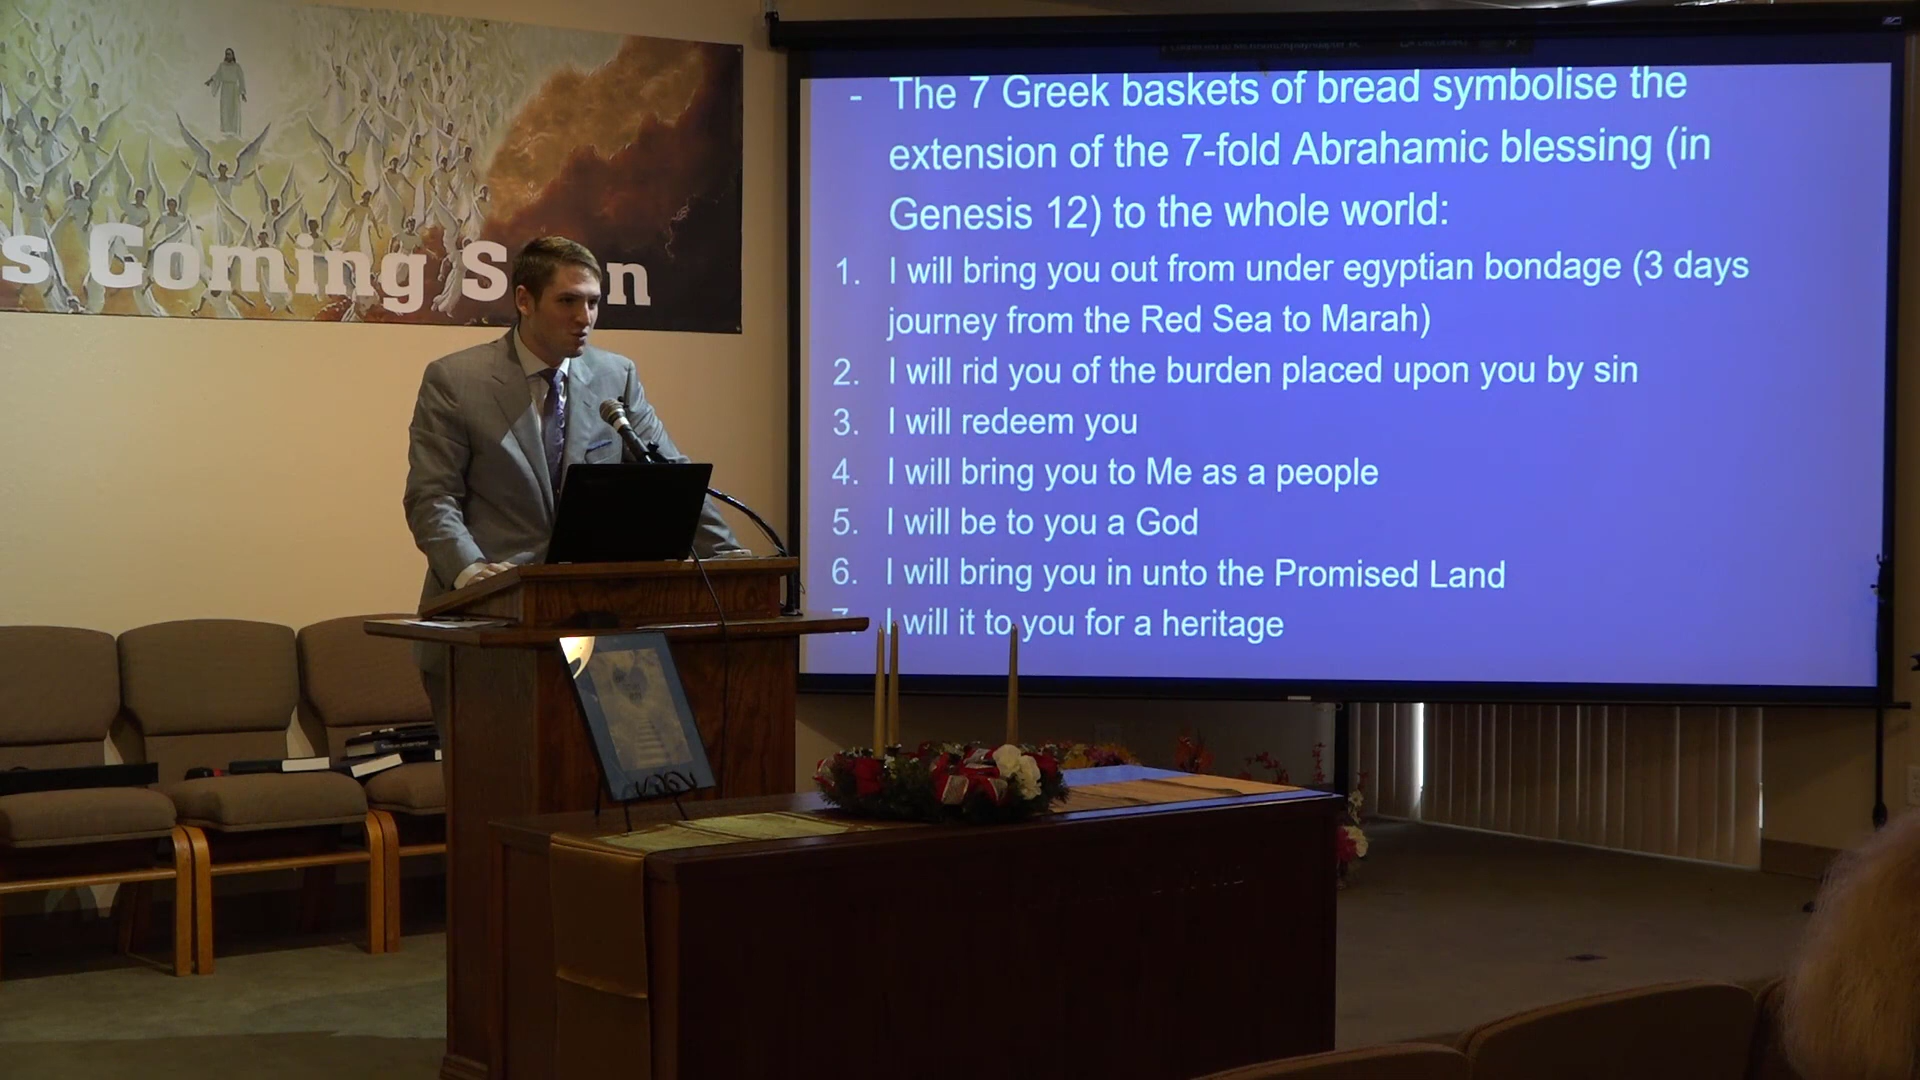 s Coming S n
- The 7 Greek baskets of bread symbolise the
extension of the 7-fold Abrahamic blessing (in
Genesis 12) to the whole world:
1. I will bring you out from under egyptian bondage (3 days
journey from the Red Sea to Marah)
2. I will rid you of the burden placed upon you by sin
3. I will redeem you
4. I will bring you to Me as a people
5. I will be to you a God
6. I will bring you in unto the Promised Land
7. I will it to you for a heritage